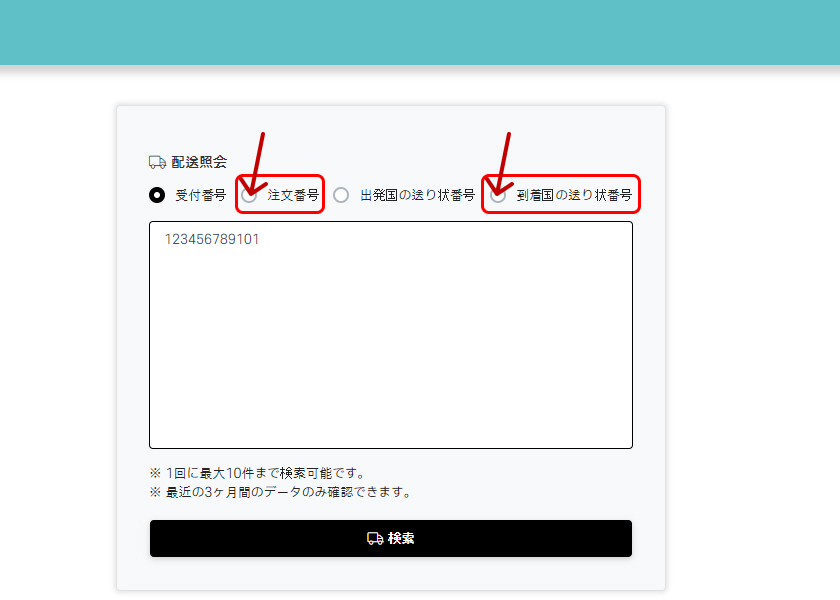 配送照会
受付番号 注文番号 出発国の送り状番号 到着国の送り状番号
123456789101
※ 1回に最大10件まで検索可能です。
※ 最近の3ヶ月間のデータのみ確認できます。
検索